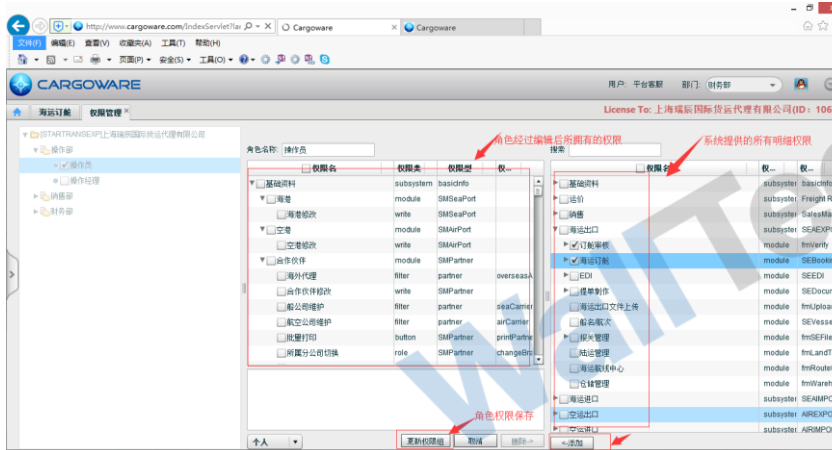 http://www.cargoware.com/IndexServlet?la
Cargoware
Cargoware
文件(F) 编辑(E) 查看(V) 收藏夹(A) 工具(T) 帮助(H)
页面(P) 安全(S) 工具(O)
CARGOWARE
用户: 平台客服 部门: 财务部
海运订舱 权限管理
License To: 上海瑞辰国际货运代理有限公司(ID: 106
[STARTRANSEXP]上海瑞辰国际货运代理有限公司
操作部
操作员
操作经理
销售部
财务部
角色经过编辑后所拥有的权限
角色名称: 操作员
权限名 权限类 权限型 权...
基础资料 subsystem basicInfo
海港 module SMSeaPort
海港修改 write SMSeaPort
空港 module SMAirPort
空港修改 write SMAirPort
合作伙伴 module SMPartner
海外代理 filter partner overseasA
合作伙伴修改 write SMPartner
船公司维护 filter partner seaCarrier
航空公司维护 filter partner airCarrier
批量打印 button SMPartner printPartne
所属分公司切换 role SMPartner changeBra
角色权限保存
个人 更新权限组 取消 删除->
系统提供的所有明细权限
搜索
权限名 权... 权...
基础资料 subsyster basicInfo
运价 subsyster Freight R
销售 subsyster SalesMa
海运出口 subsyster SEAEXPO
订舱审核 module fmVerify
海运订舱 module SEBookin
EDI module SEEDI
提单制作 module SEDocum
海运出口文件上传 module fmUploa
船名/航次 module SEVesse
报关管理 module fmSEFile
陆运管理 module fmLandT
海运航线中心 module fmRoute
仓储管理 module fmWareh
海运进口 subsyster SEAIMPO
空运出口 subsyster AIREXPO
空运进口 subsyster AIRIMPO
<-添加
WallTec